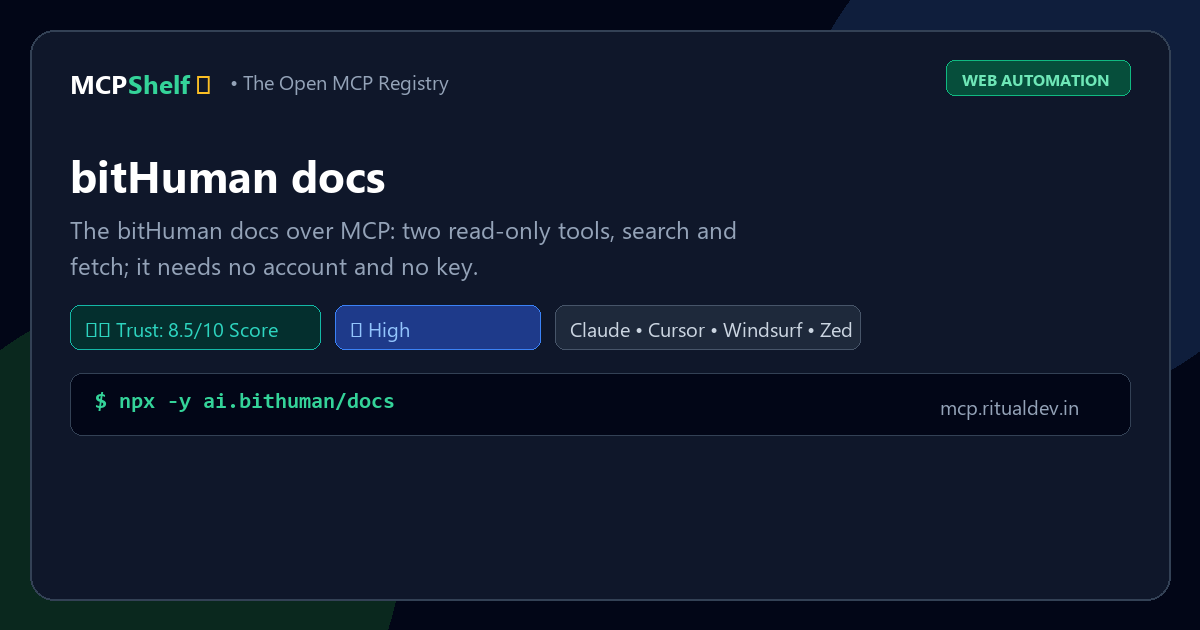 MCPShelf • The Open MCP Registry
WEB AUTOMATION
bitHuman docs
The bitHuman docs over MCP: two read-only tools, search and
fetch; it needs no account and no key.
Trust: 8.5/10 Score
High
Claude • Cursor • Windsurf • Zed
$ npx -y ai.bithuman/docs
mcp.ritualdev.in